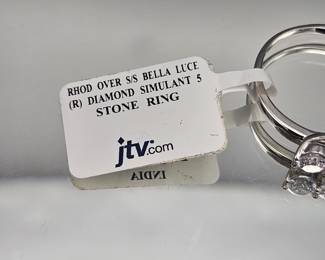 RHOD OVER S/S BELLA LUCE
(R) DIAMOND SIMULANT 5
STONE RING
jtv.com
INDIA